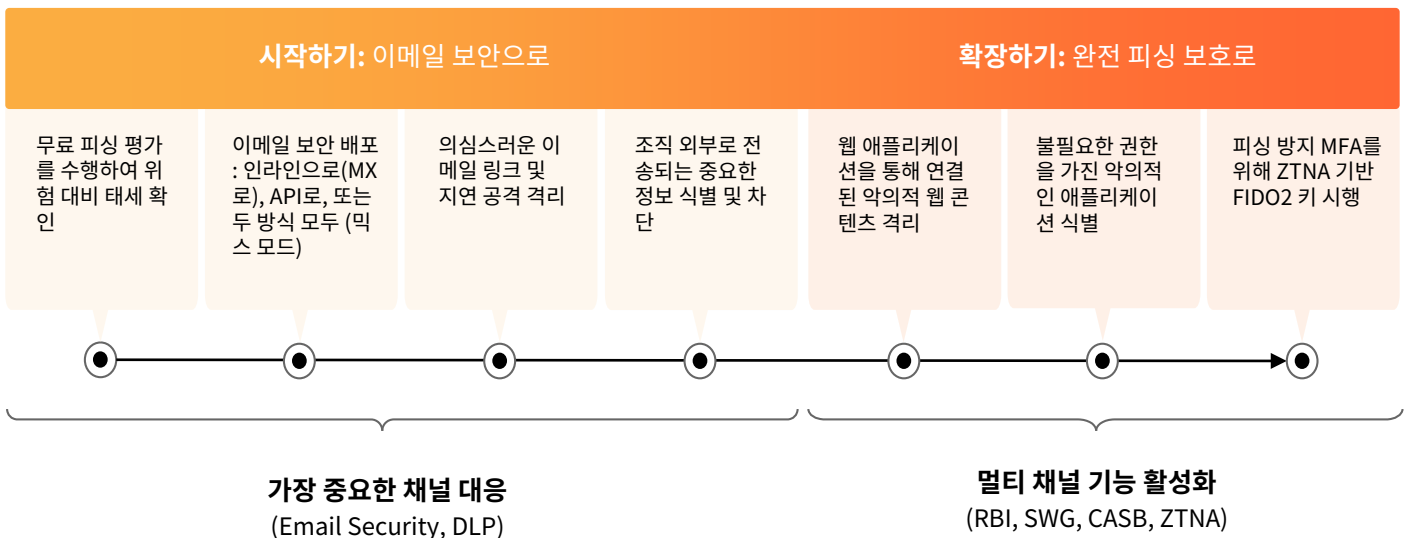 시작하기: 이메일 보안으로
확장하기: 완전 피싱 보호로
무료 피싱 평가
를 수행하여 위
험 대비 태세 확
인
이메일 보안 배포
: 인라인으로(MX
로), API로, 또는
두 방식 모두 (믹
스 모드)
의심스러운 이
메일 링크 및
지연 공격 격리
조직 외부로 전
송되는 중요한
정보 식별 및 차
단
웹 애플리케이
션을 통해 연결
된 악의적 웹 콘
텐츠 격리
불필요한 권한
을 가진 악의적
인 애플리케이
션 식별
피싱 방지 MFA를
위해 ZTNA 기반
FIDO2 키 시행
가장 중요한 채널 대응
(Email Security, DLP)
멀티 채널 기능 활성화
(RBI, SWG, CASB, ZTNA)